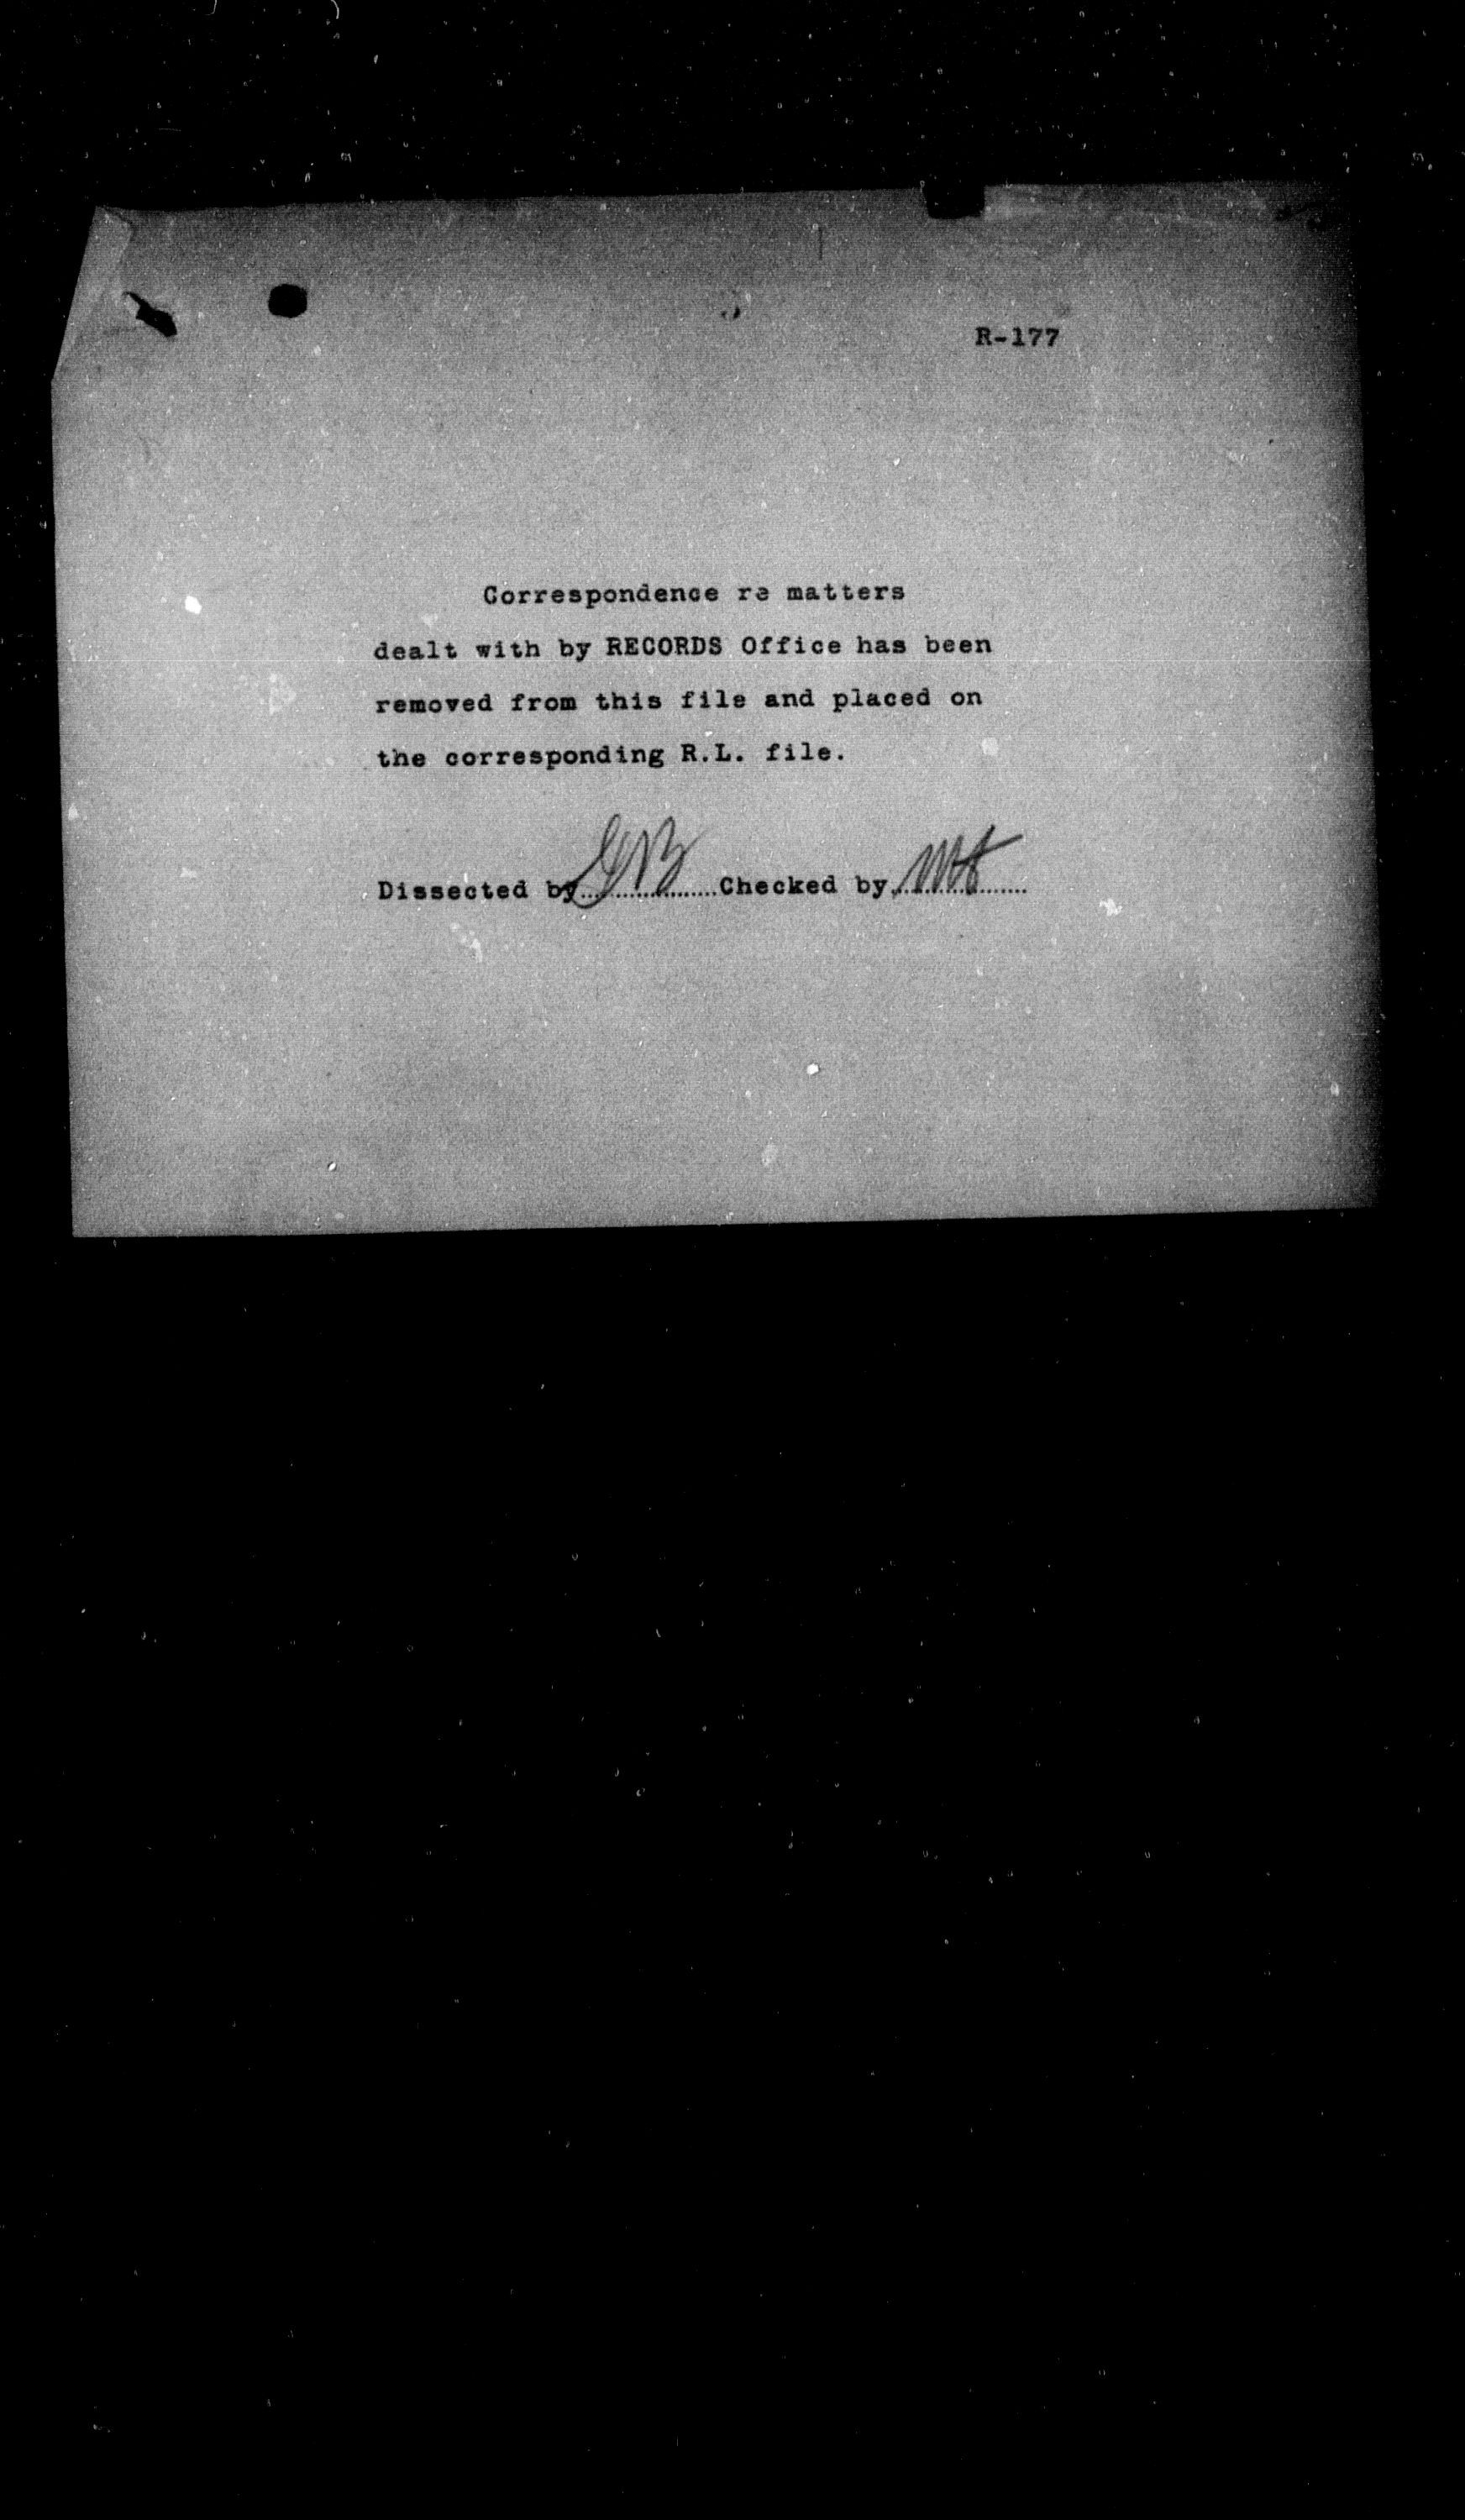 R-177
Correspondence re matters
dealt with by RECORDS Office has been
removed from this file and placed on
the corresponding R.L. file.
Dissected by.................Checked by.................